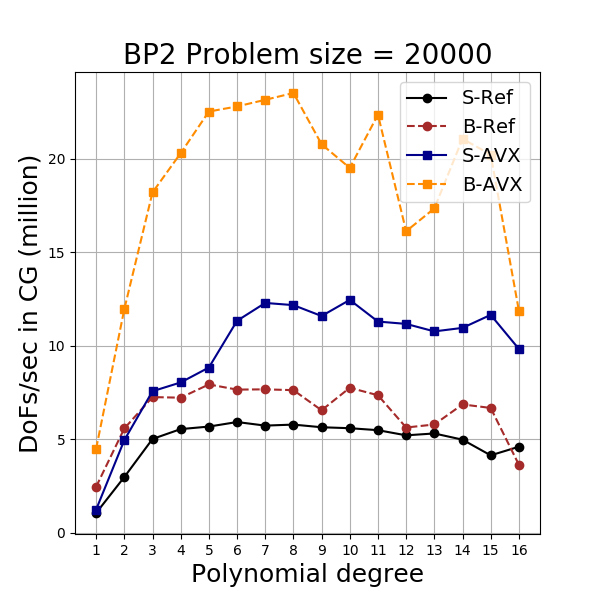 BP2 Problem size = 20000
S-Ref
B-Ref
S-AVX
B-AVX
DoFs/sec in CG (million)
20
15
10
5
0
1 2 3 4 5 6 7 8 9 10 11 12 13 14 15 16
Polynomial degree